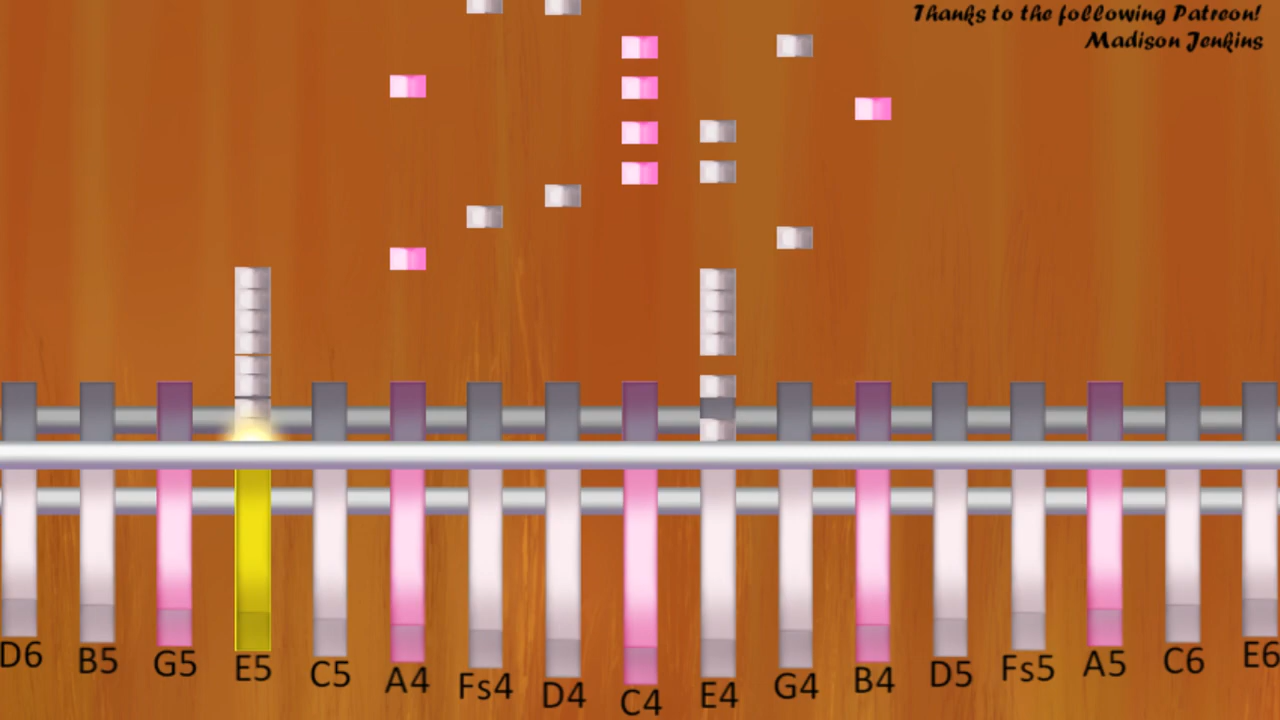 Thanks to the following Patreon!
Madison Jenkins
D6 B5 G5 E5 C5 A4 Fs4 D4 C4 E4 G4 B4 D5 Fs5 A5 C6 E6